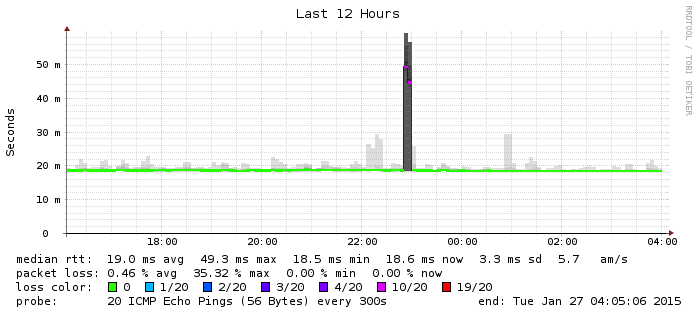 Last 12 Hours
RRDTOOL / TOBI OETIKER
Seconds
50 m
40 m
30 m
20 m
10 m
0
18:00 20:00 22:00 00:00 02:00 04:00
median rtt: 19.0 ms avg 49.3 ms max 18.5 ms min 18.6 ms now 3.3 ms sd 5.7 am/s
packet loss: 0.46 % avg 35.32 % max 0.00 % min 0.00 % now
loss color: 0 1/20 2/20 3/20 4/20 10/20 19/20
probe: 20 ICMP Echo Pings (56 Bytes) every 300s end: Tue Jan 27 04:05:06 2015